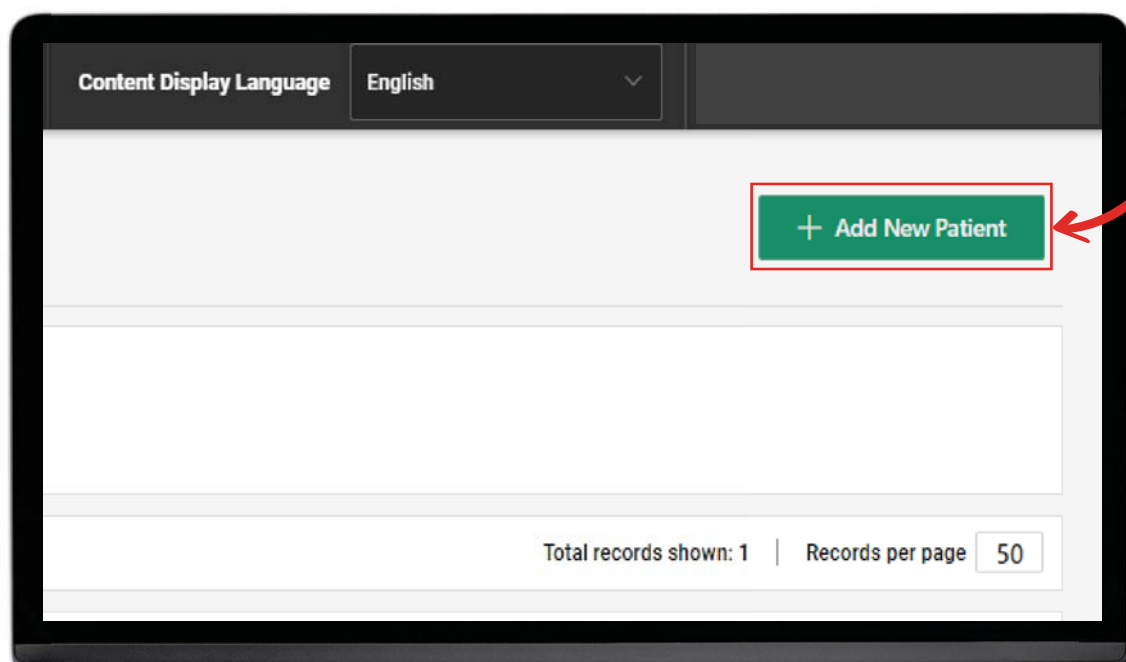 Content Display Language English
+ Add New Patient
Total records shown: 1 | Records per page 50